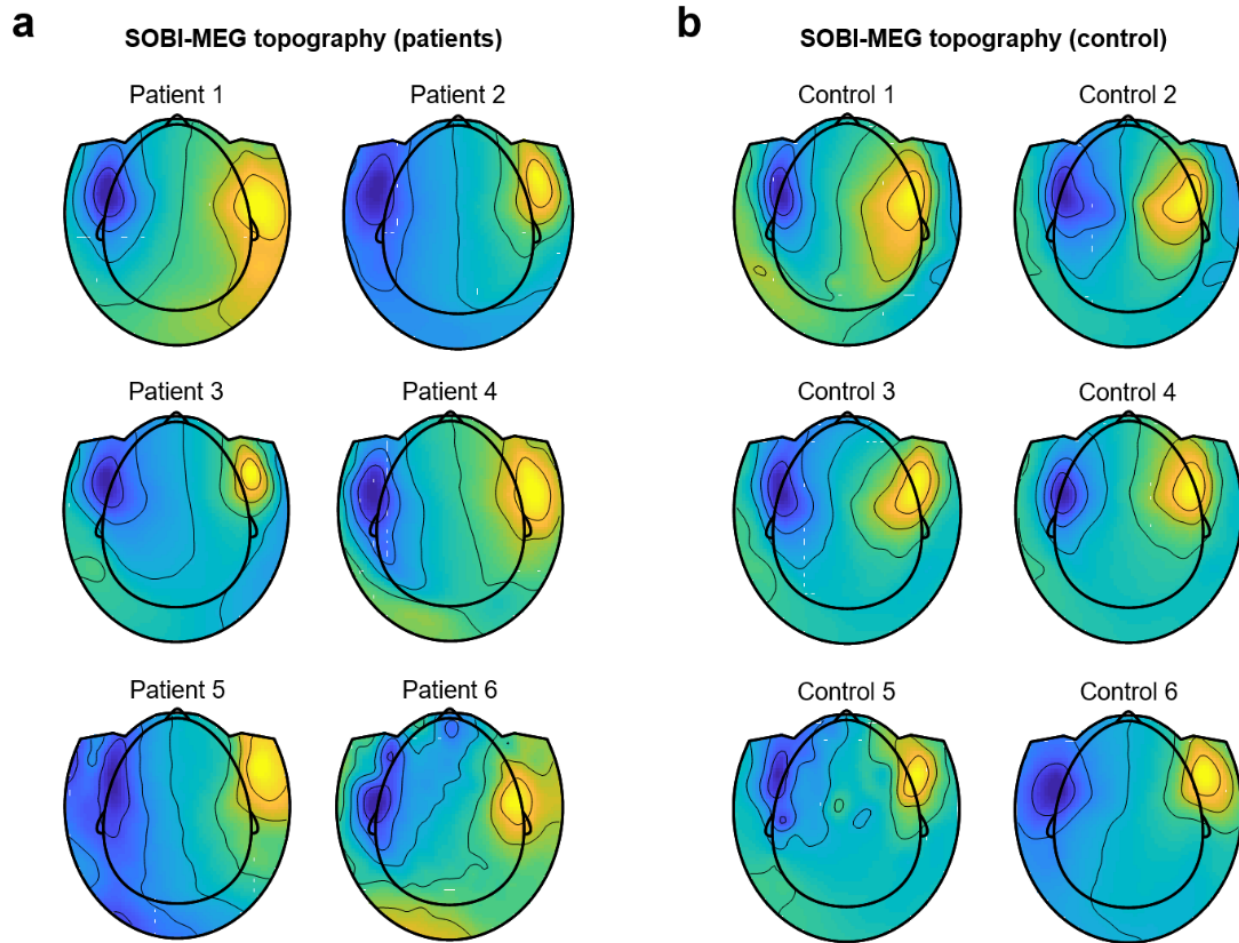 a
SOBI-MEG topography (patients)
Patient 1
Patient 2
Patient 3
Patient 4
Patient 5
Patient 6
b
SOBI-MEG topography (control)
Control 1
Control 2
Control 3
Control 4
Control 5
Control 6